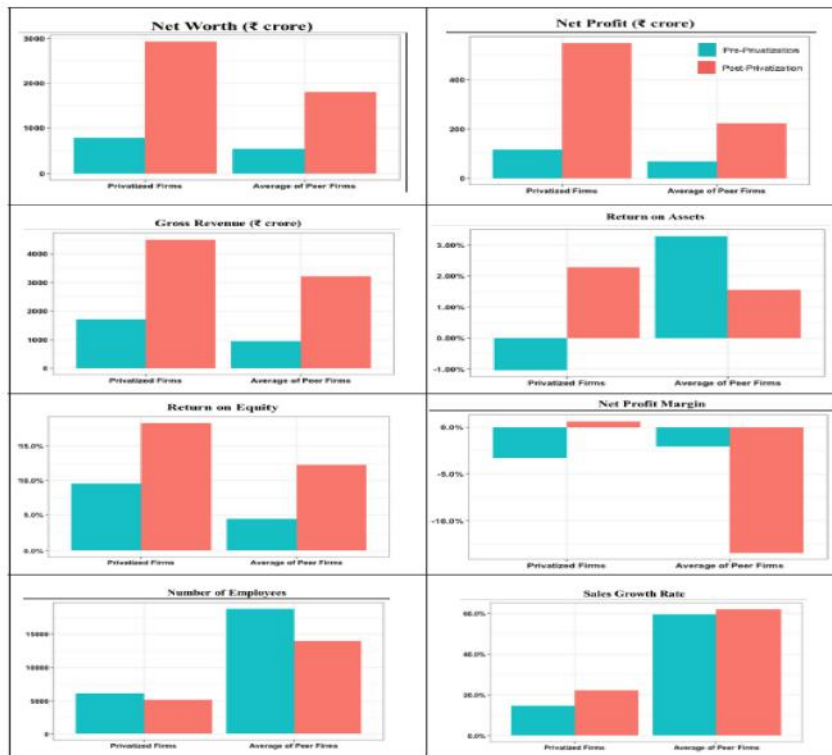 Net Worth (₹ crore)
3000
2000
1000
0
Privatized Firms Average of Peer Firms
Net Profit (₹ crore)
Pre-Privatization
Post-Privatization
400
200
0
Privatized Firms Average of Peer Firms
Gross Revenue (₹ crore)
4000
3000
2000
1000
0
Privatized Firms Average of Peer Firms
Return on Assets
3.00%
2.00%
1.00%
0.00%
-1.00%
Privatized Firms Average of Peer Firms
Return on Equity
15.0%
10.0%
5.0%
0.0%
Privatized Firms Average of Peer Firms
Net Profit Margin
0.0%
-5.0%
-10.0%
Privatized Firms Average of Peer Firms
Number of Employees
15000
10000
5000
0
Privatized Firms Average of Peer Firms
Sales Growth Rate
60.0%
40.0%
20.0%
0.0%
Privatized Firms Average of Peer Firms